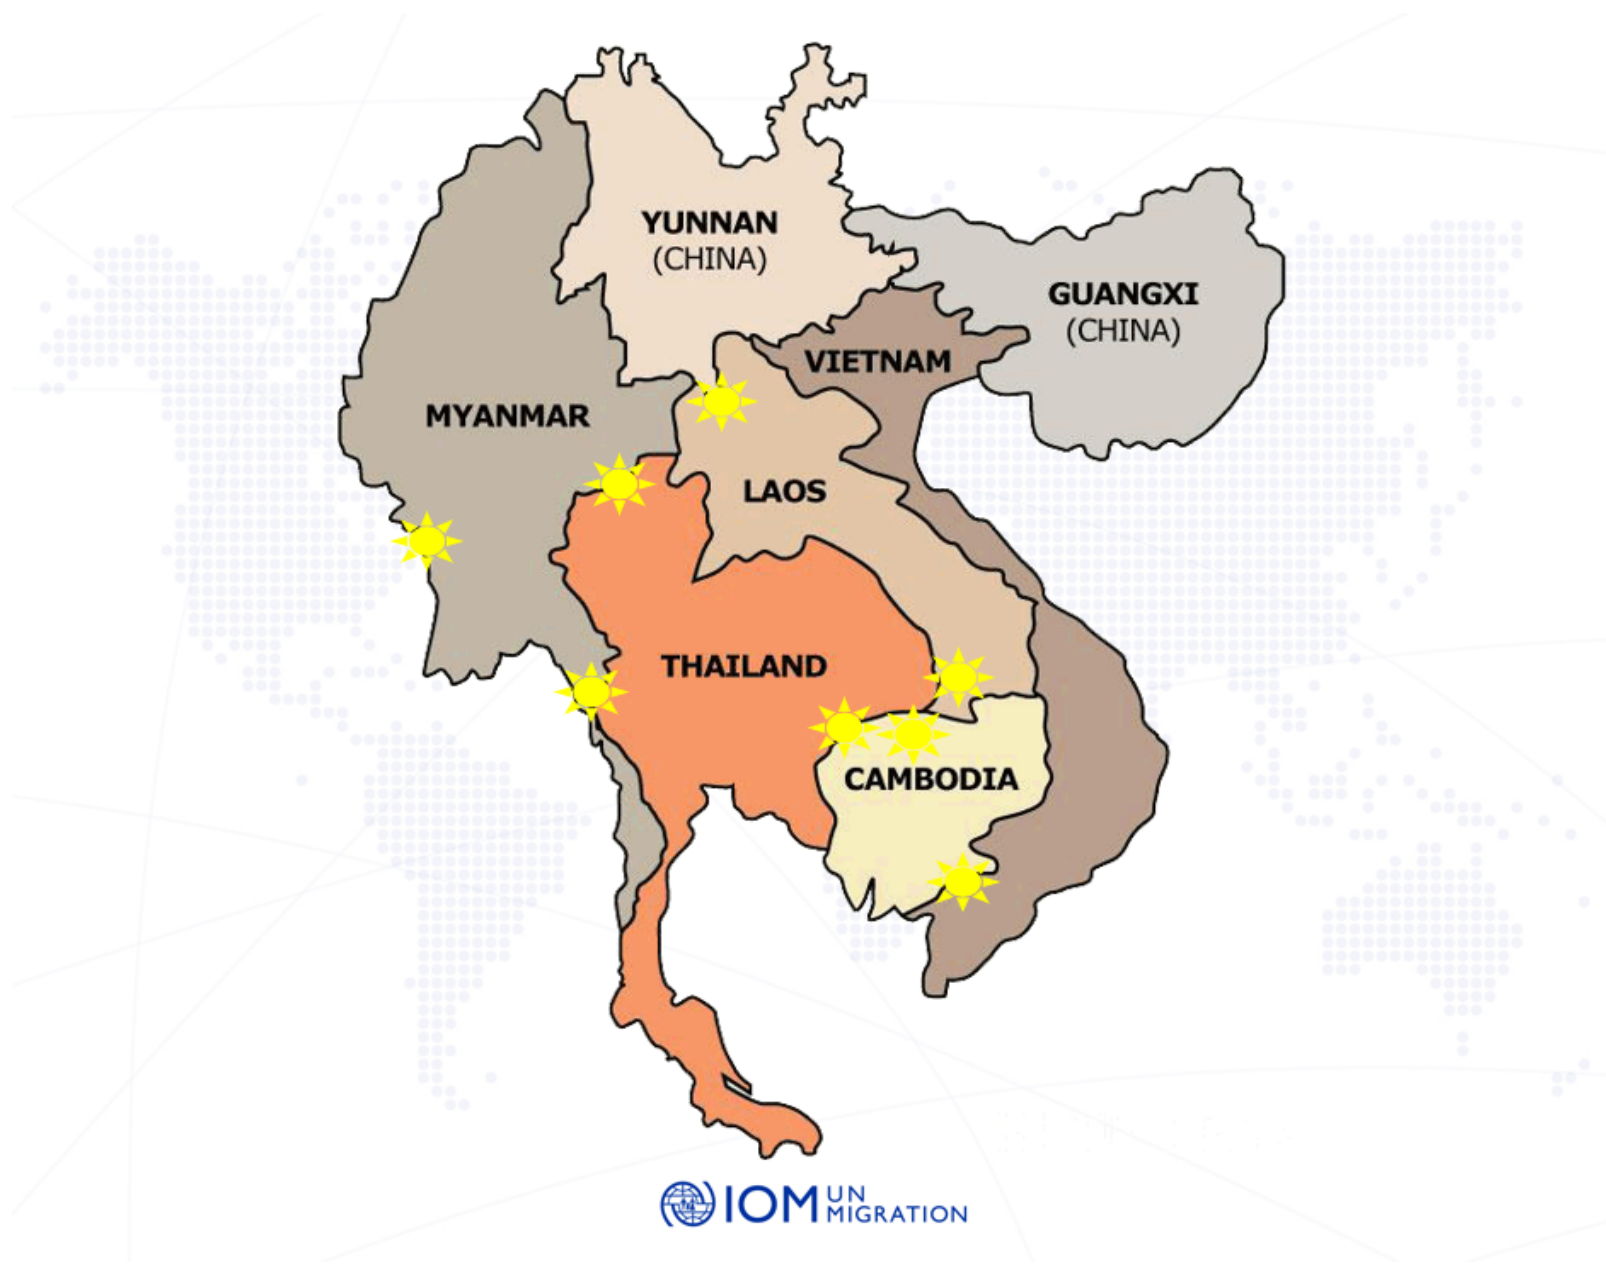 YUNNAN
(CHINA)
GUANGXI
(CHINA)
VIETNAM
MYANMAR
LAOS
THAILAND
CAMBODIA
IOM UN
MIGRATION